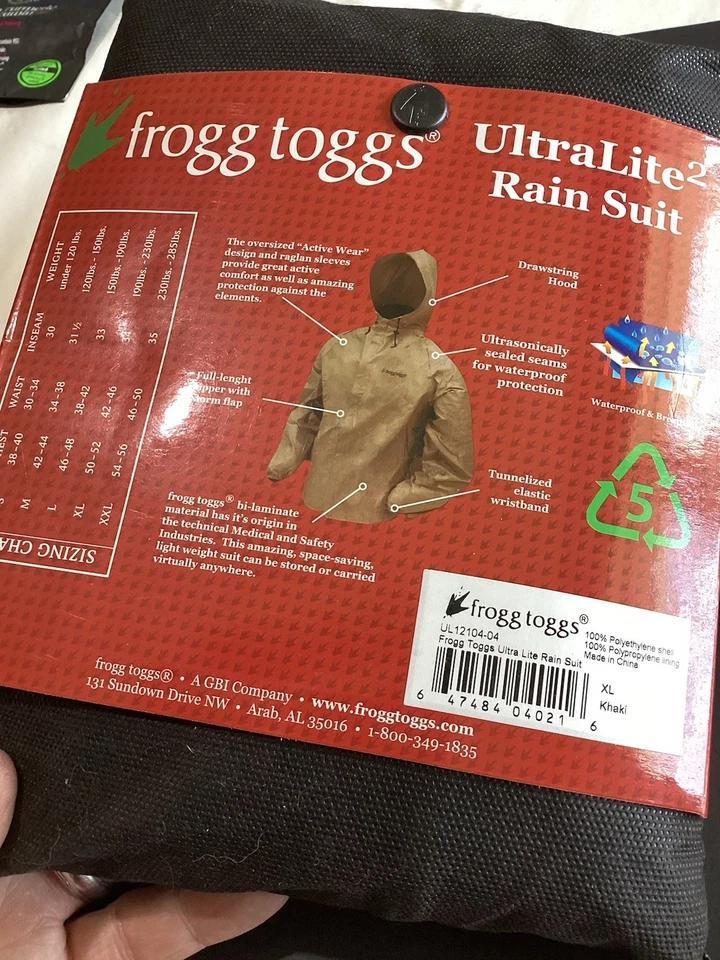 frogg toggs®
UltraLite²
Rain Suit
The oversized "Active Wear"
design and raglan sleeves
provide great active
comfort as well as amazing
protection against the
elements.
Drawstring
Hood
Ultrasonically
sealed seams
for waterproof
protection
Full-lenght
with
flap
frogg toggs
Waterproof &
Tunnelized
elastic
wristband
5
frogg toggs® bi-laminate
material has it's origin in
the technical Medical and Safety
Industries. This amazing, space-saving,
light weight suit can be stored or carried
virtually anywhere.
SIZING
WAIST INSEAM WEIGHT
38-40 30-34 30 under 120 lbs.
M 42-44 34-38 31 ½ 120lbs. - 150lbs.
L 46-48 38-42 33 150lbs. -190lbs.
XL 50-52 42-46 190lbs. -230lbs.
XXL 54-56 46-50 35 230lbs. -285lbs.
frogg toggs®
UL12104-04
Frogg Toggs Ultra Lite Rain Suit
100% Polyethylene shell
100% Polypropylene lining
Made in China
XL
Khaki
6 47484 04021 6
frogg toggs® • A GBI Company • www.froggtoggs.com
131 Sundown Drive NW • Arab, AL 35016 • 1-800-349-1835